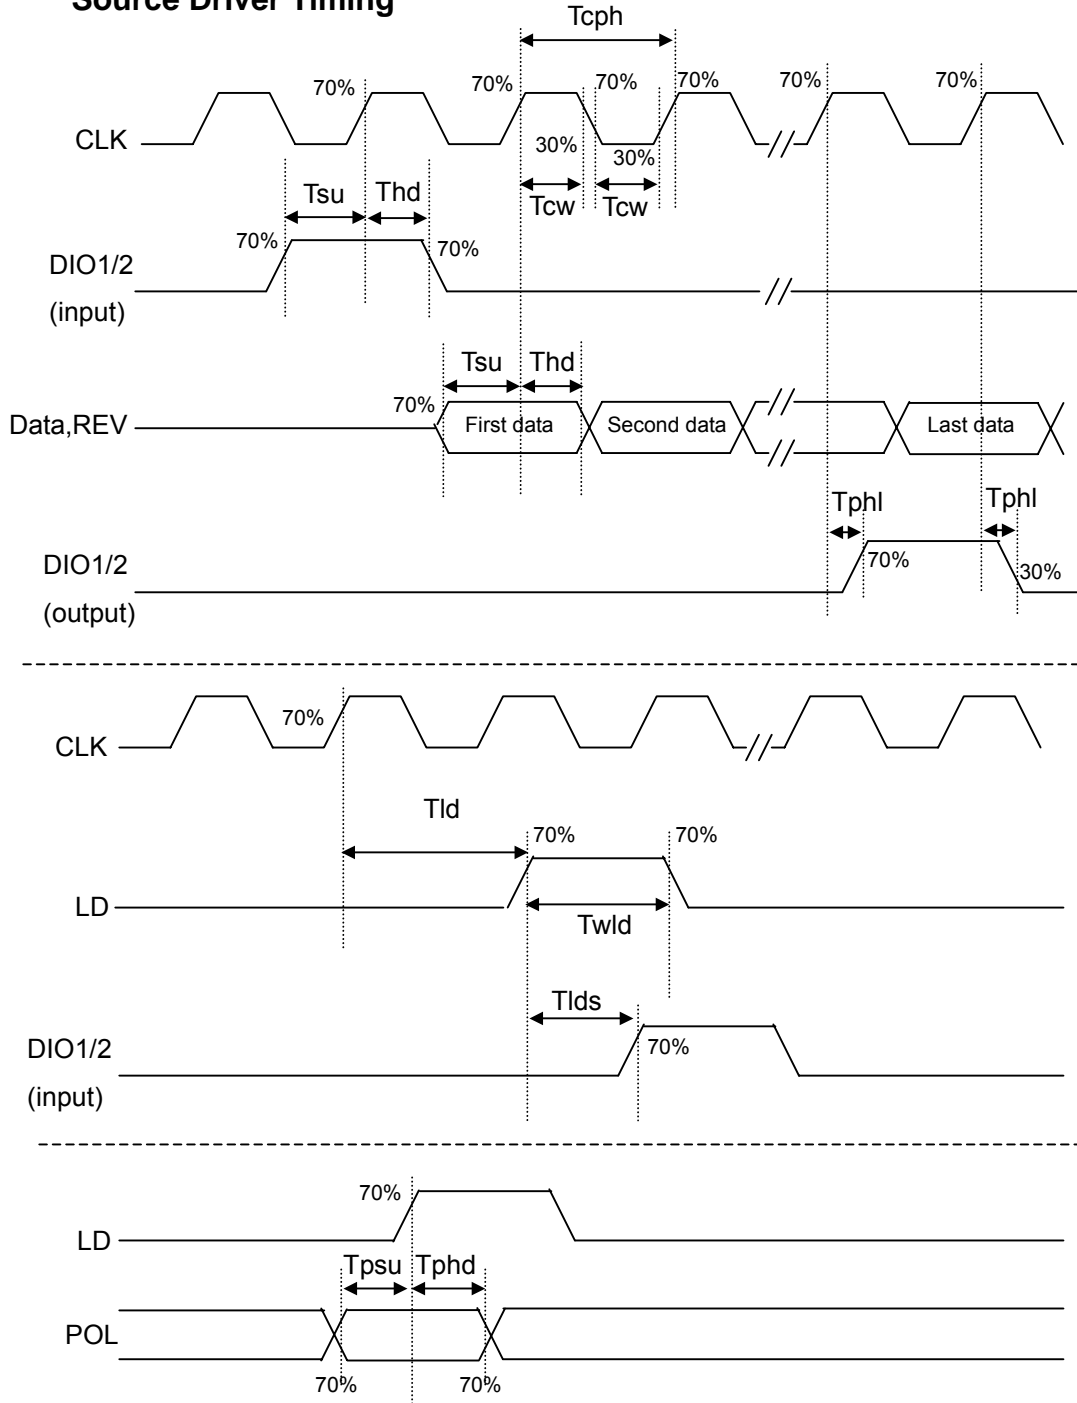 Source Driver Timing
Tcph
70% 70% 70% 70% 70% 70%
CLK
30% 30%
Tsu Thd Tcw Tcw
70% 70%
DIO1/2
(input)
Tsu Thd
70%
Data,REV First data Second data Last data
Tphl Tphl
DIO1/2 70% 30%
(output)
70%
CLK
Tld
70% 70%
LD
Twld
Tlds
DIO1/2 70%
(input)
70%
LD
Tpsu Tphd
POL
70% 70%